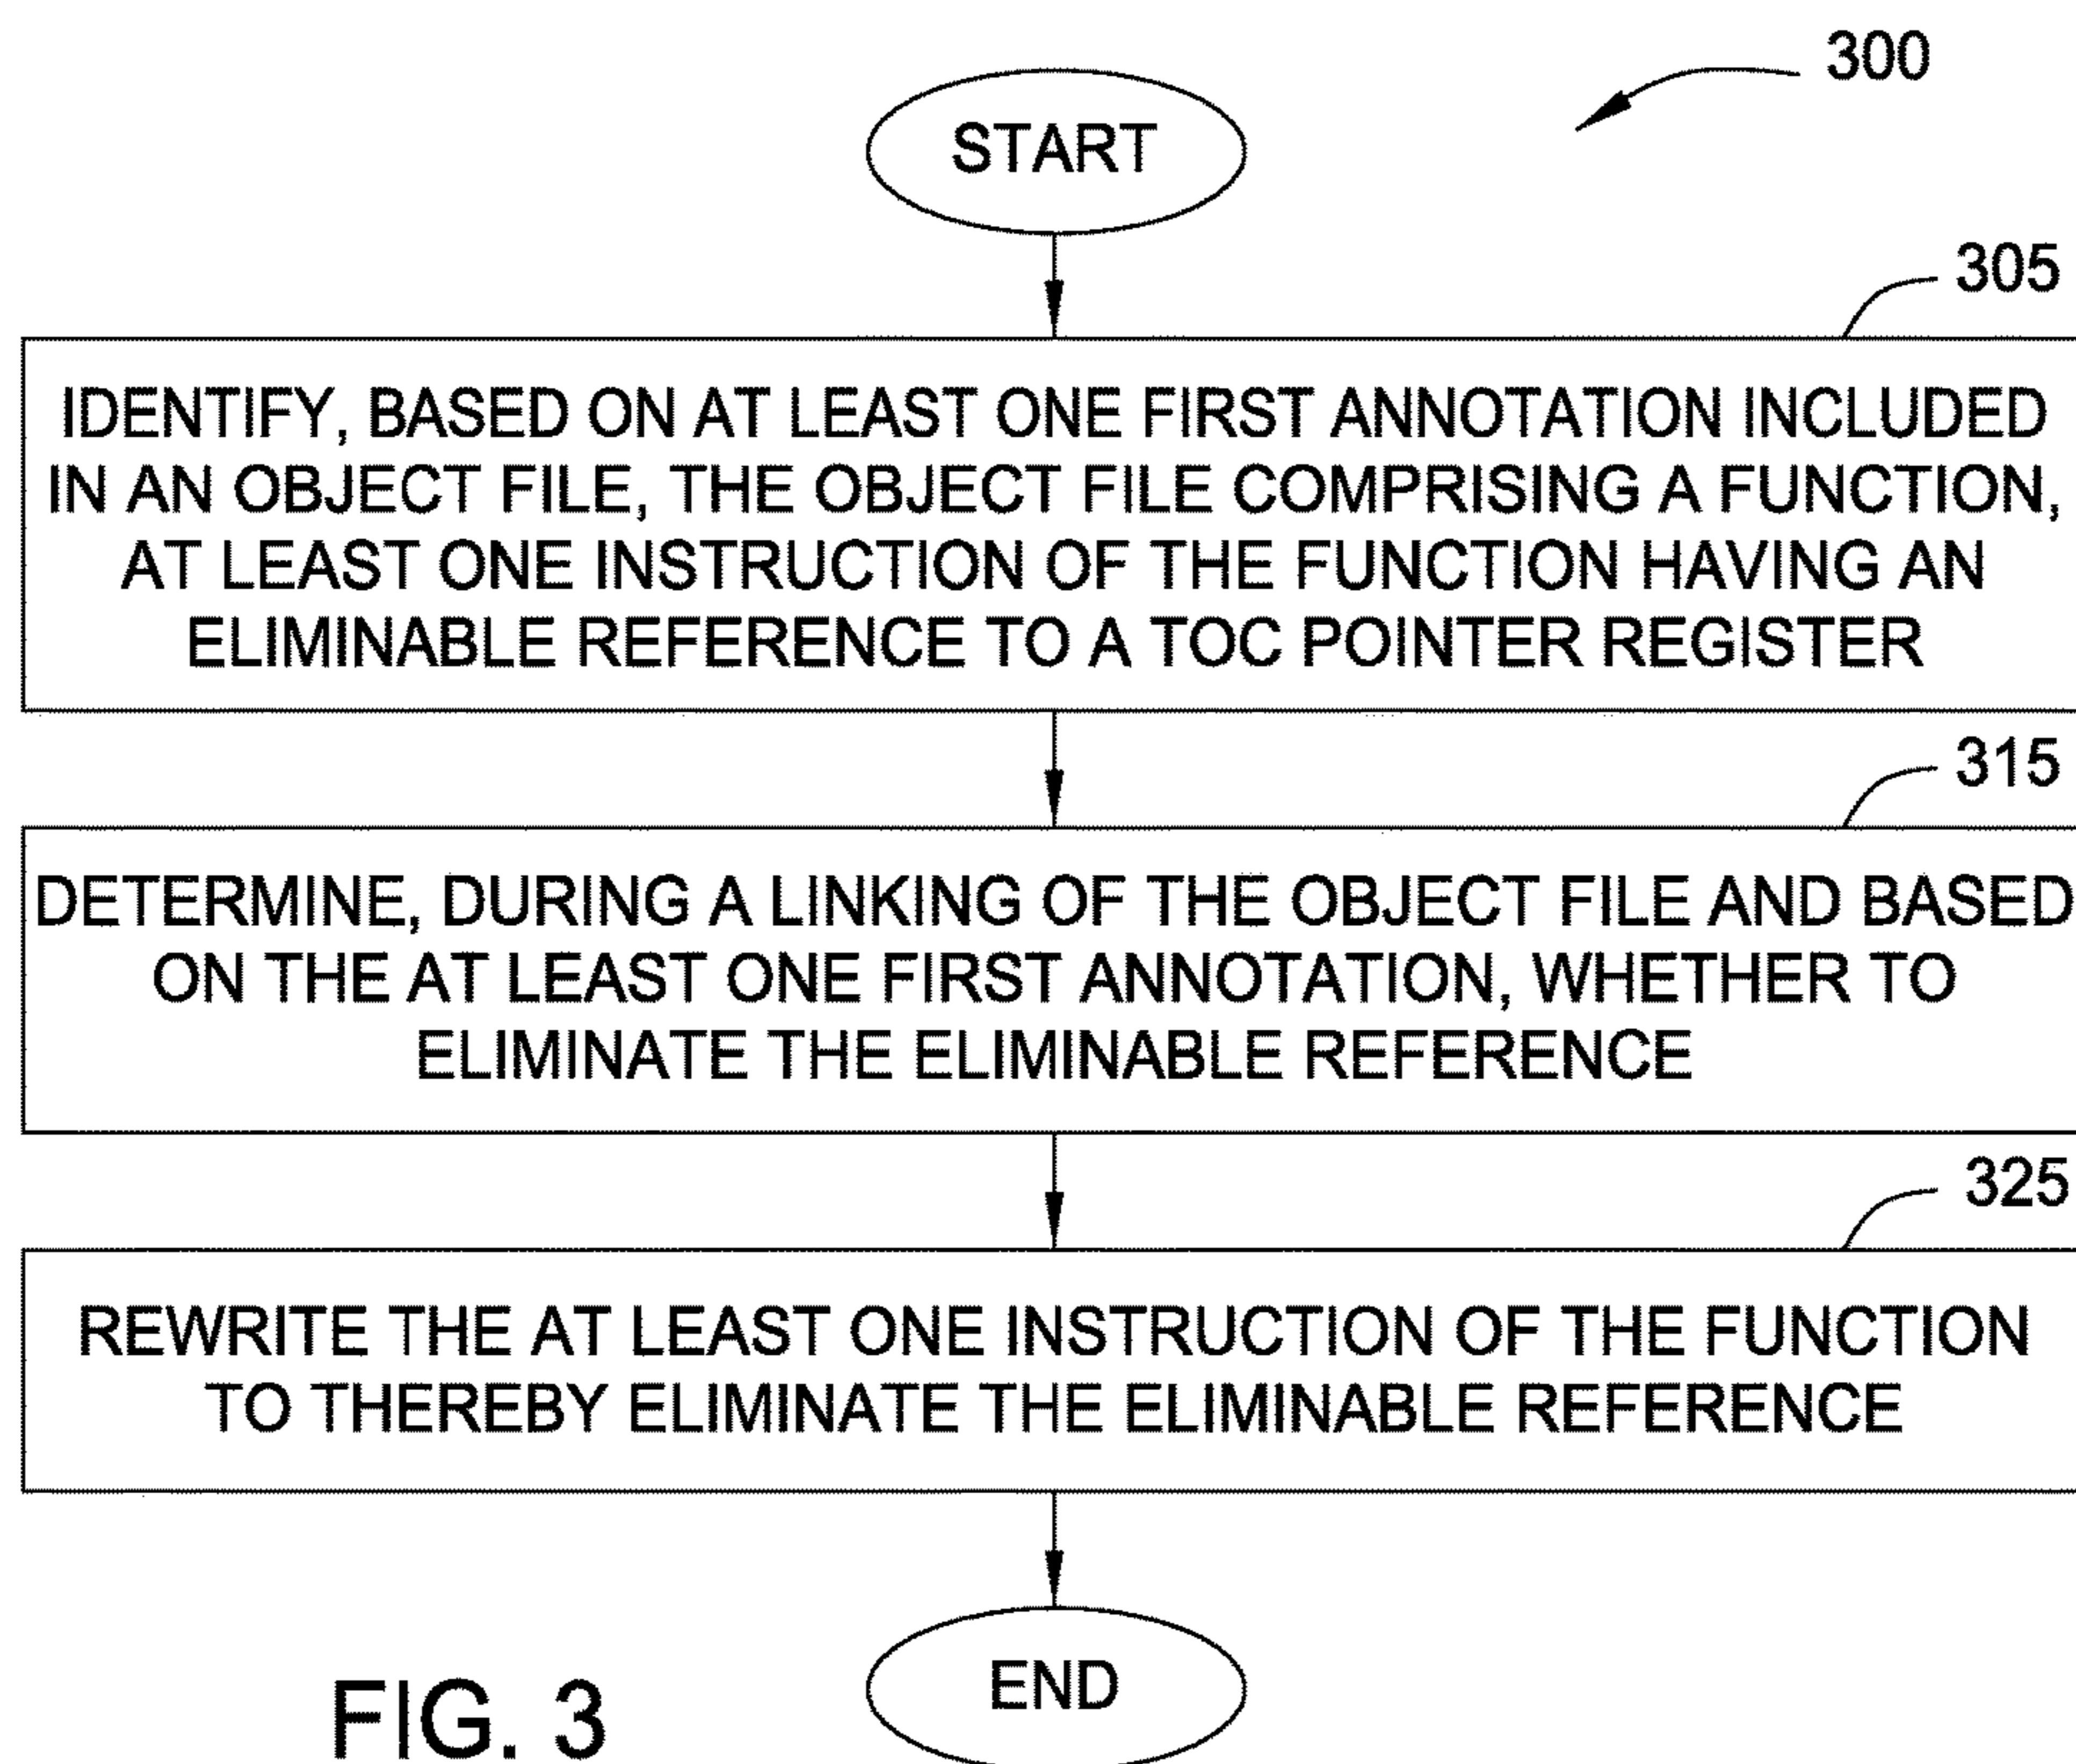 300
START
305
IDENTIFY, BASED ON AT LEAST ONE FIRST ANNOTATION INCLUDED
IN AN OBJECT FILE, THE OBJECT FILE COMPRISING A FUNCTION,
AT LEAST ONE INSTRUCTION OF THE FUNCTION HAVING AN
ELIMINABLE REFERENCE TO A TOC POINTER REGISTER
315
DETERMINE, DURING A LINKING OF THE OBJECT FILE AND BASED
ON THE AT LEAST ONE FIRST ANNOTATION, WHETHER TO
ELIMINATE THE ELIMINABLE REFERENCE
325
REWRITE THE AT LEAST ONE INSTRUCTION OF THE FUNCTION
TO THEREBY ELIMINATE THE ELIMINABLE REFERENCE
END
FIG. 3